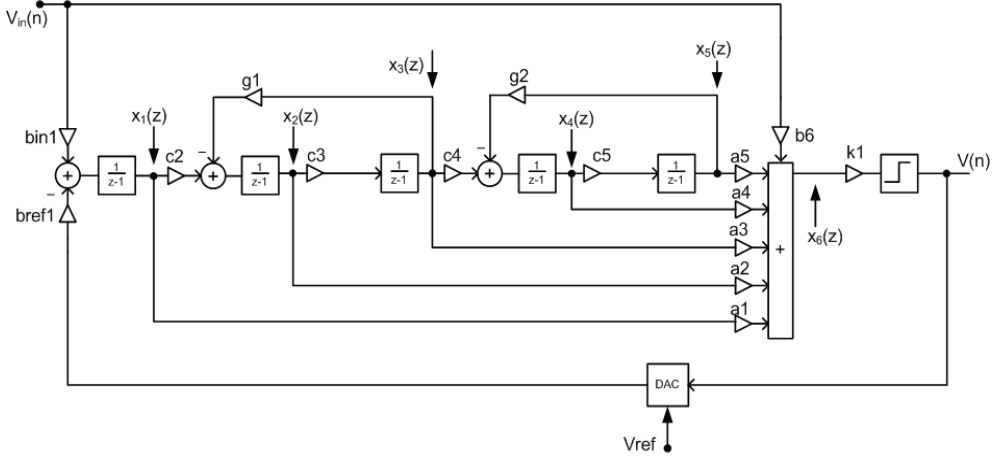 Vin(n)
x3(z)
x5(z)
g1
g2
x1(z)
x2(z)
x4(z)
bin1
b6
c2
c3
c4
c5
a5
k1
V(n)
+
1
z-1
+
1
z-1
1
z-1
+
1
z-1
1
z-1
−
−
−
−
a4
bref1
a3
x6(z)
+
a2
a1
DAC
Vref